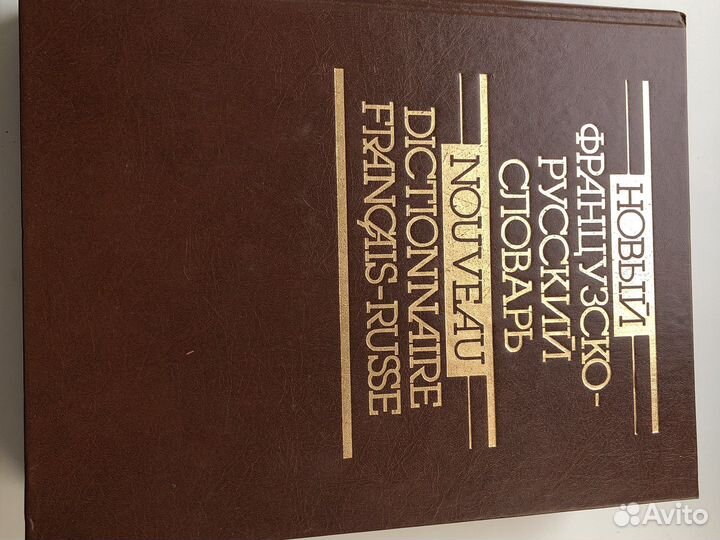 НОВЫЙ
ФРАНЦУЗСКО-
РУССКИЙ
СЛОВАРЬ
NOUVEAU
DICTIONNAIRE
FRANÇAIS-RUSSE
Avito